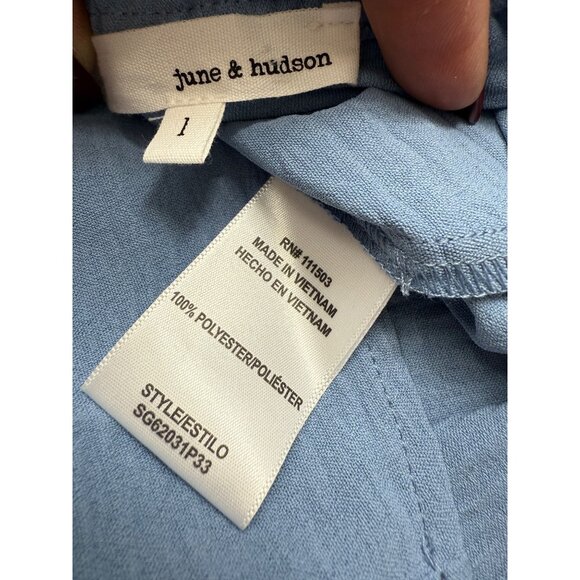 june & hudson
1
RN# 111503
MADE IN VIETNAM
HECHO EN VIETNAM
100% POLYESTER/POLIÉSTER
STYLE/ESTILO
SG62031P33